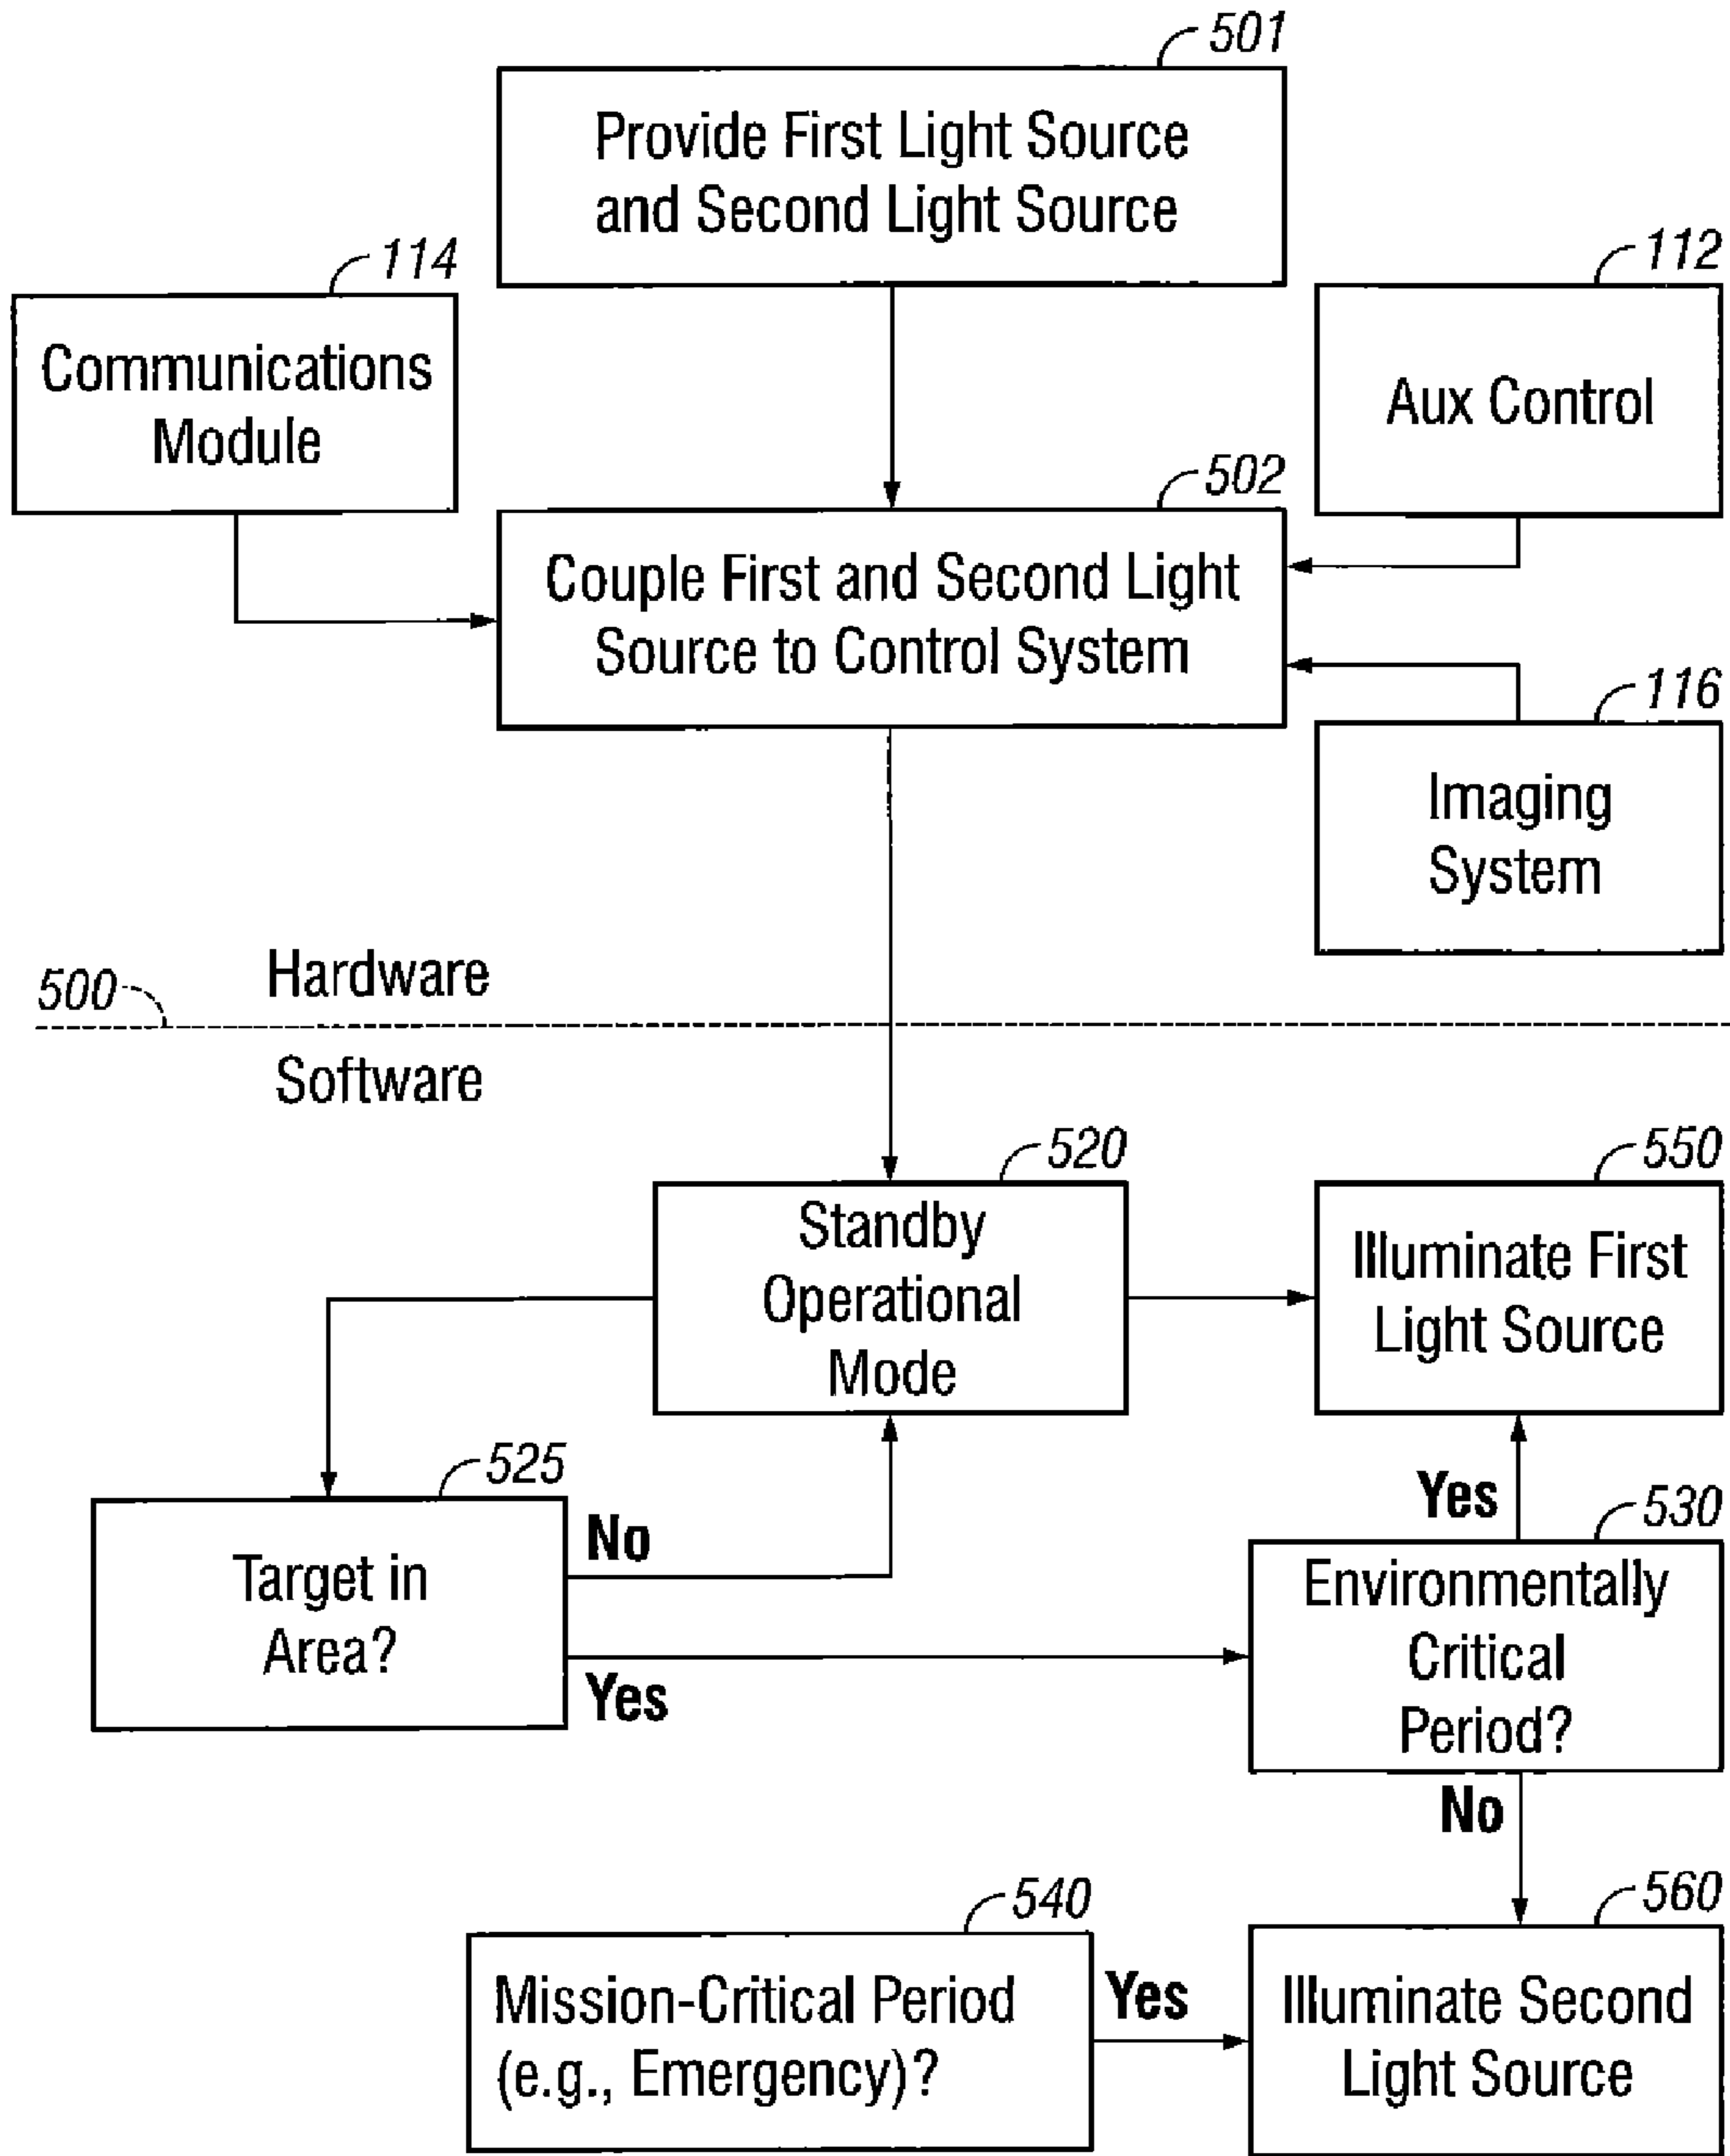 501
Provide First Light Source
and Second Light Source
114
Communications
Module
112
Aux Control
502
Couple First and Second Light
Source to Control System
116
Imaging
System
Hardware
500
Software
520
Standby
Operational
Mode
550
Illuminate First
Light Source
525
Target in
Area?
No
Yes
Yes
530
Environmentally
Critical
Period?
No
540
Mission-Critical Period
(e.g., Emergency)?
Yes
560
Illuminate Second
Light Source